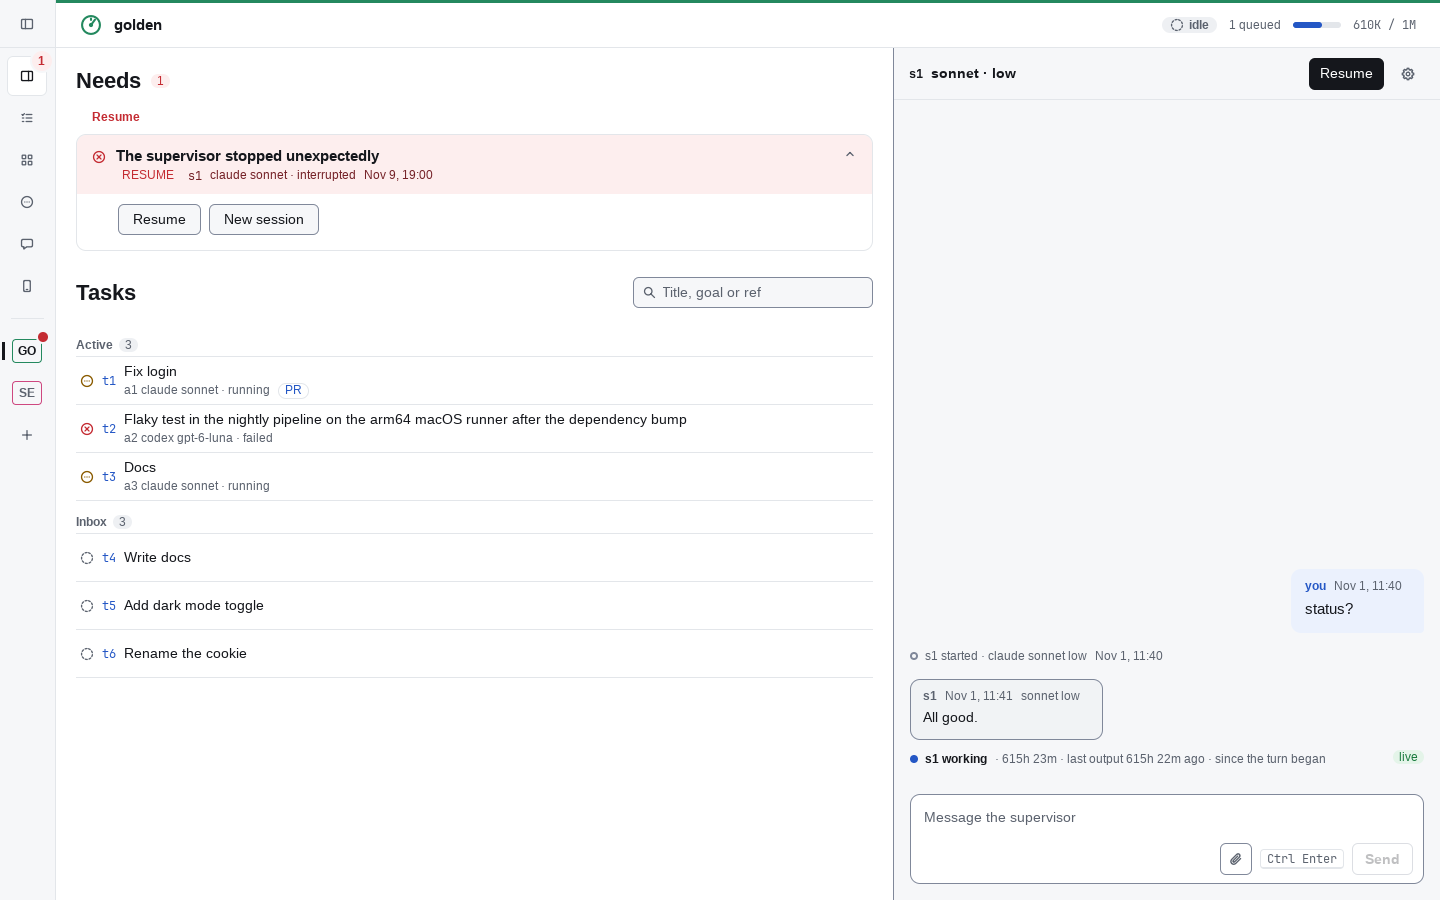 golden
idle
1 queued
610K / 1M
1
Needs 1
Resume
The supervisor stopped unexpectedly
RESUME s1 claude sonnet · interrupted Nov 9, 19:00
Resume
New session
Tasks
Title, goal or ref
Active 3
t1 Fix login
a1 claude sonnet · running PR
t2 Flaky test in the nightly pipeline on the arm64 macOS runner after the dependency bump
a2 codex gpt-6-luna · failed
t3 Docs
a3 claude sonnet · running
Inbox 3
t4 Write docs
t5 Add dark mode toggle
t6 Rename the cookie
GO
SE
s1 sonnet · low
Resume
you Nov 1, 11:40
status?
s1 started · claude sonnet low Nov 1, 11:40
s1 Nov 1, 11:41 sonnet low
All good.
s1 working · 615h 23m · last output 615h 22m ago · since the turn began
live
Message the supervisor
Ctrl Enter
Send